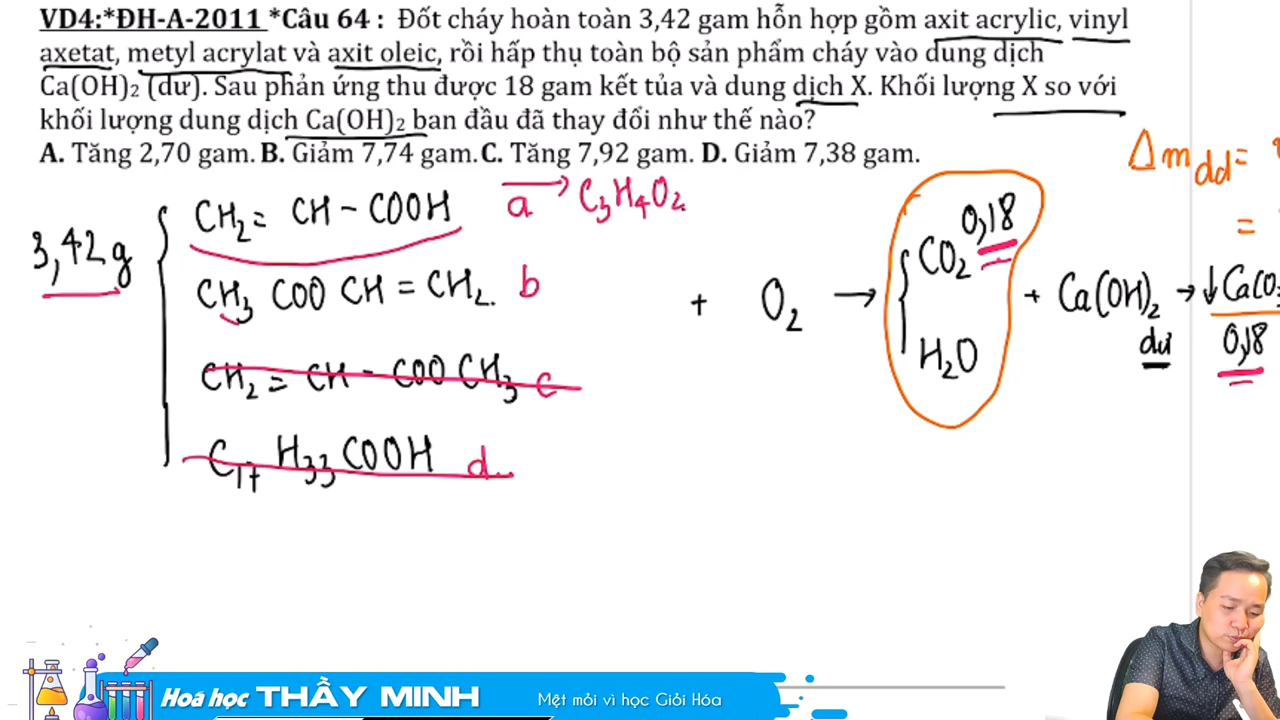 VD4:*ĐH-A-2011 *Câu 64 : Đốt cháy hoàn toàn 3,42 gam hỗn hợp gồm axit acrylic, vinyl
axetat, metyl acrylat và axit oleic, rồi hấp thụ toàn bộ sản phẩm cháy vào dung dịch
Ca(OH)₂ (dư). Sau phản ứng thu được 18 gam kết tủa và dung dịch X. Khối lượng X so với
khối lượng dung dịch Ca(OH)₂ ban đầu đã thay đổi như thế nào?
A. Tăng 2,70 gam. B. Giảm 7,74 gam. C. Tăng 7,92 gam. D. Giảm 7,38 gam.
Δm dd =
=
3,42g
CH₂ = CH – COOH a → C₃H₄O₂
CH₃ COO CH = CH₂. b
CH₂ = CH – COO CH₃ c
C₁₇ H₃₃ COOH d
+ O₂ →
CO₂ 0,18
H₂O
+ Ca(OH)₂ → ↓ CaCO₃
dư
0,18
Hoá học THẦY MINH
Mệt mỏi vì học Giỏi Hóa